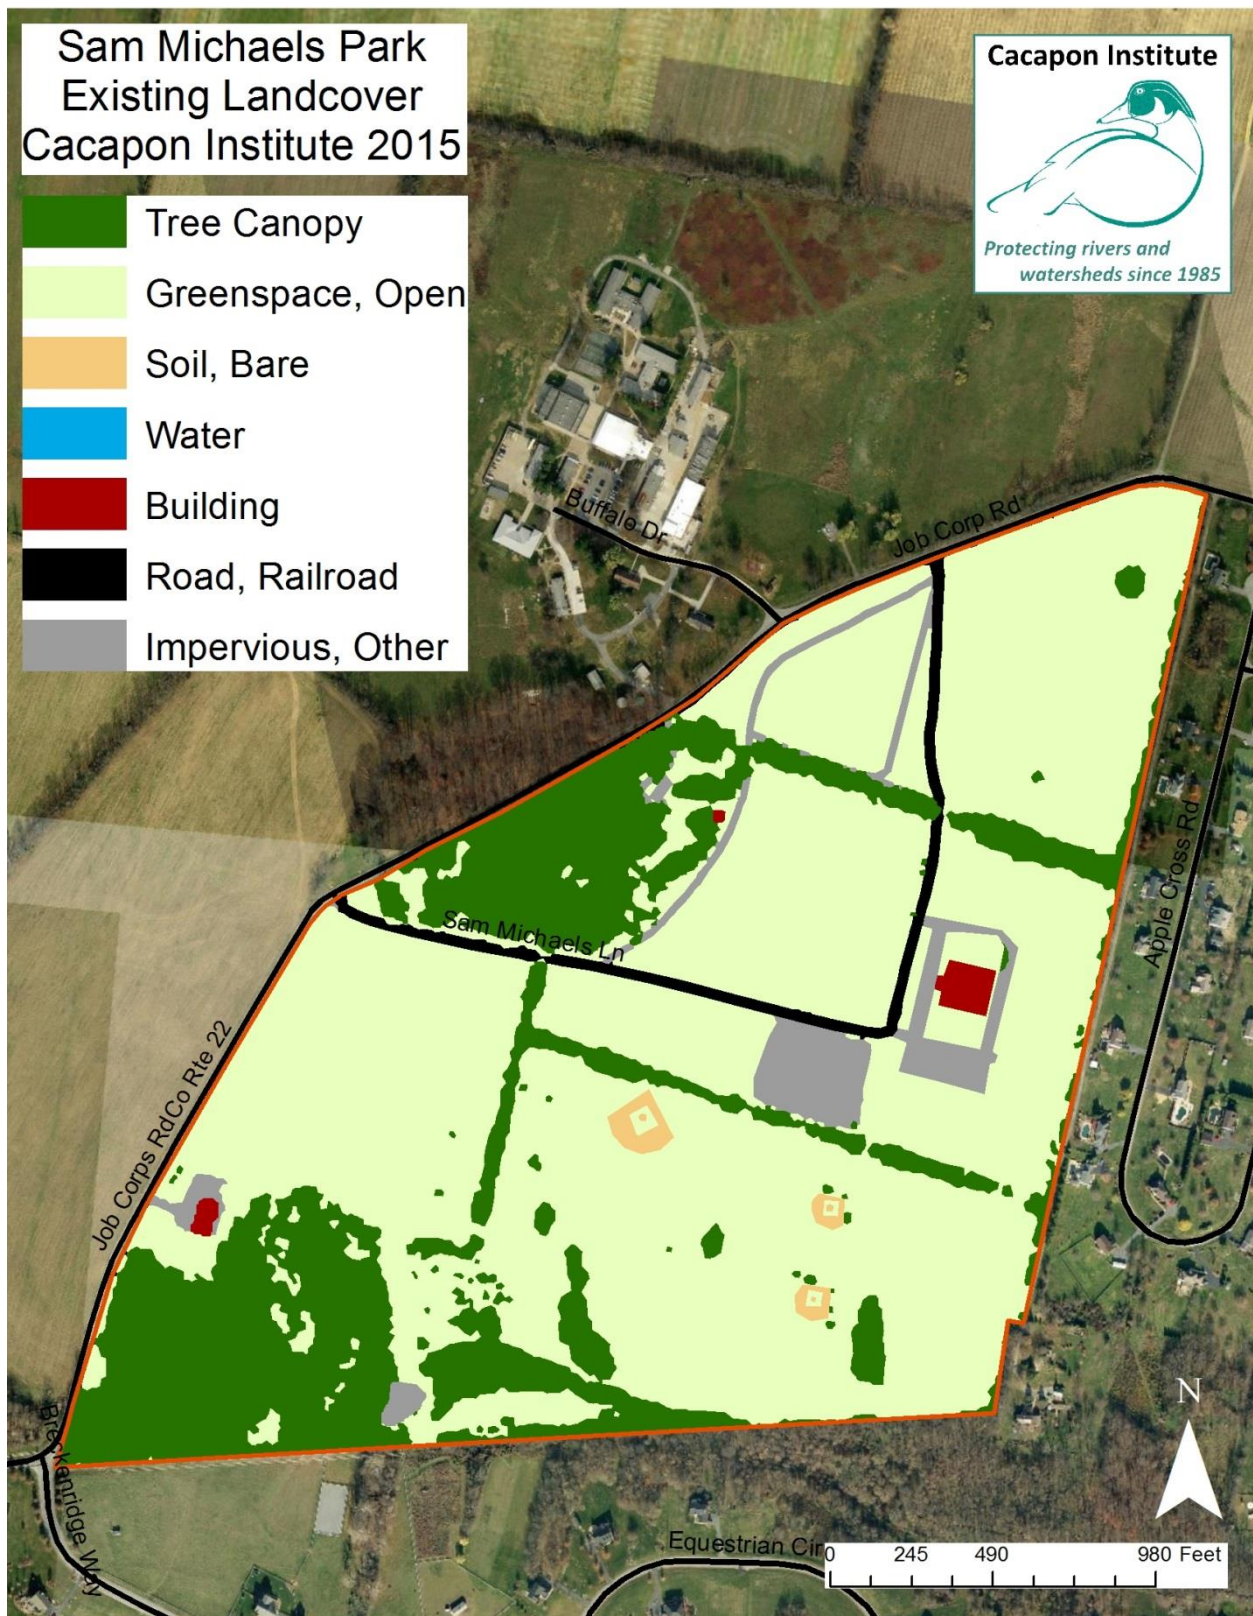 Sam Michaels Park
Existing Landcover
Cacapon Institute 2015
Cacapon Institute
Protecting rivers and
watersheds since 1985
Tree Canopy
Greenspace, Open
Soil, Bare
Water
Building
Road, Railroad
Impervious, Other
Buffalo Dr
Job Corp Rd
Apple Cross Rd
Sam Michaels Ln
Job Corps RdCo Rte 22
Breckenridge Way
Equestrian Cir
N
0 245 490 980 Feet